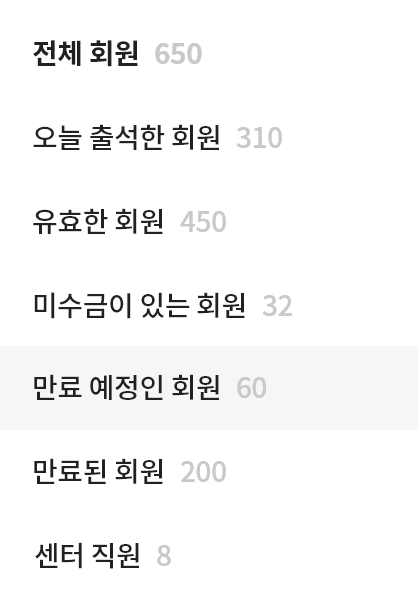 전체 회원 650
오늘 출석한 회원 310
유효한 회원 450
미수금이 있는 회원 32
만료 예정인 회원 60
만료된 회원 200
센터 직원 8